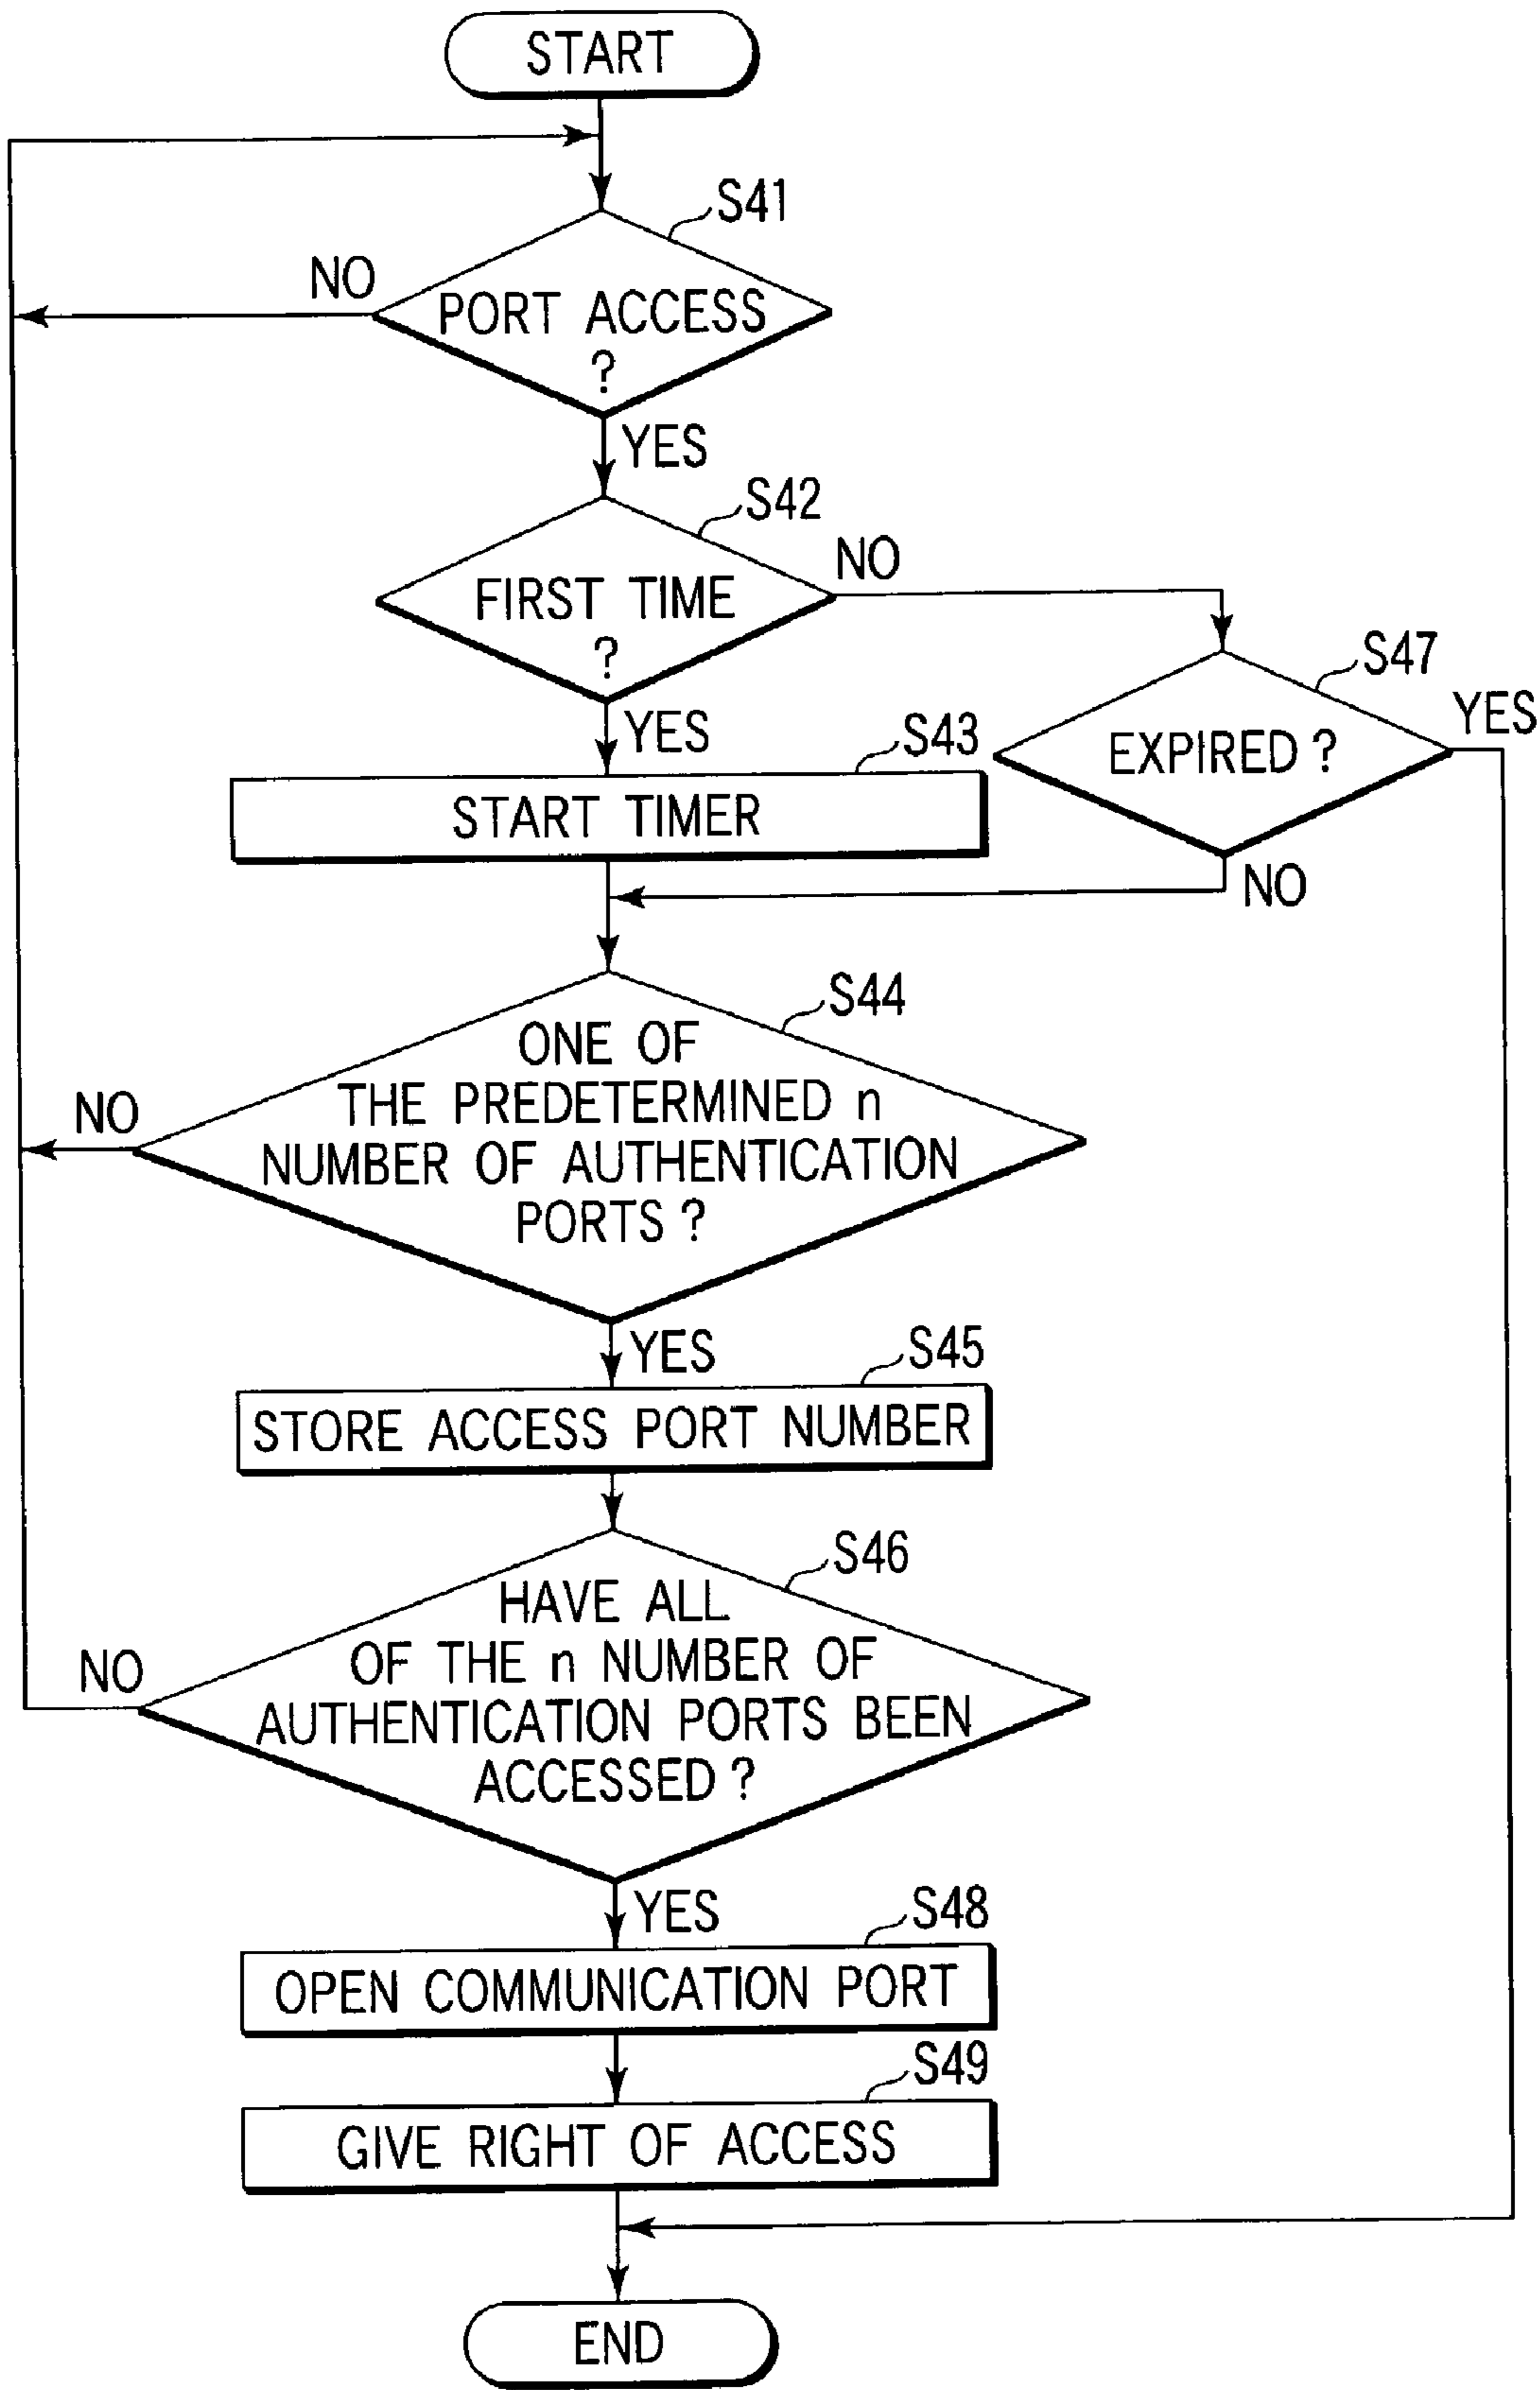 START
S41
NO
PORT ACCESS
?
YES
S42
NO
FIRST TIME
?
S47
YES
EXPIRED ?
YES
S43
START TIMER
NO
S44
ONE OF
THE PREDETERMINED n
NO
NUMBER OF AUTHENTICATION
PORTS ?
YES
S45
STORE ACCESS PORT NUMBER
S46
HAVE ALL
OF THE n NUMBER OF
NO
AUTHENTICATION PORTS BEEN
ACCESSED ?
YES
S48
OPEN COMMUNICATION PORT
S49
GIVE RIGHT OF ACCESS
END